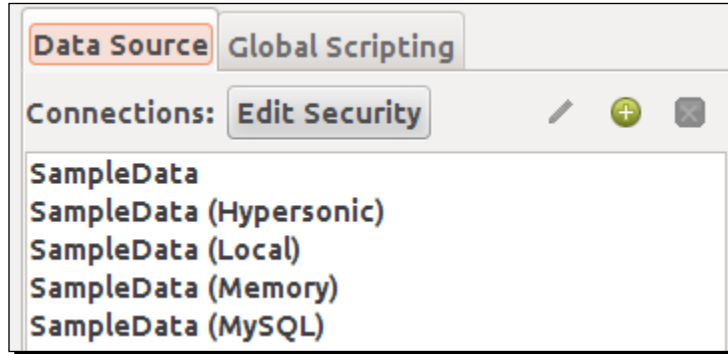 Data Source Global Scripting
Connections: Edit Security
SampleData
SampleData (Hypersonic)
SampleData (Local)
SampleData (Memory)
SampleData (MySQL)